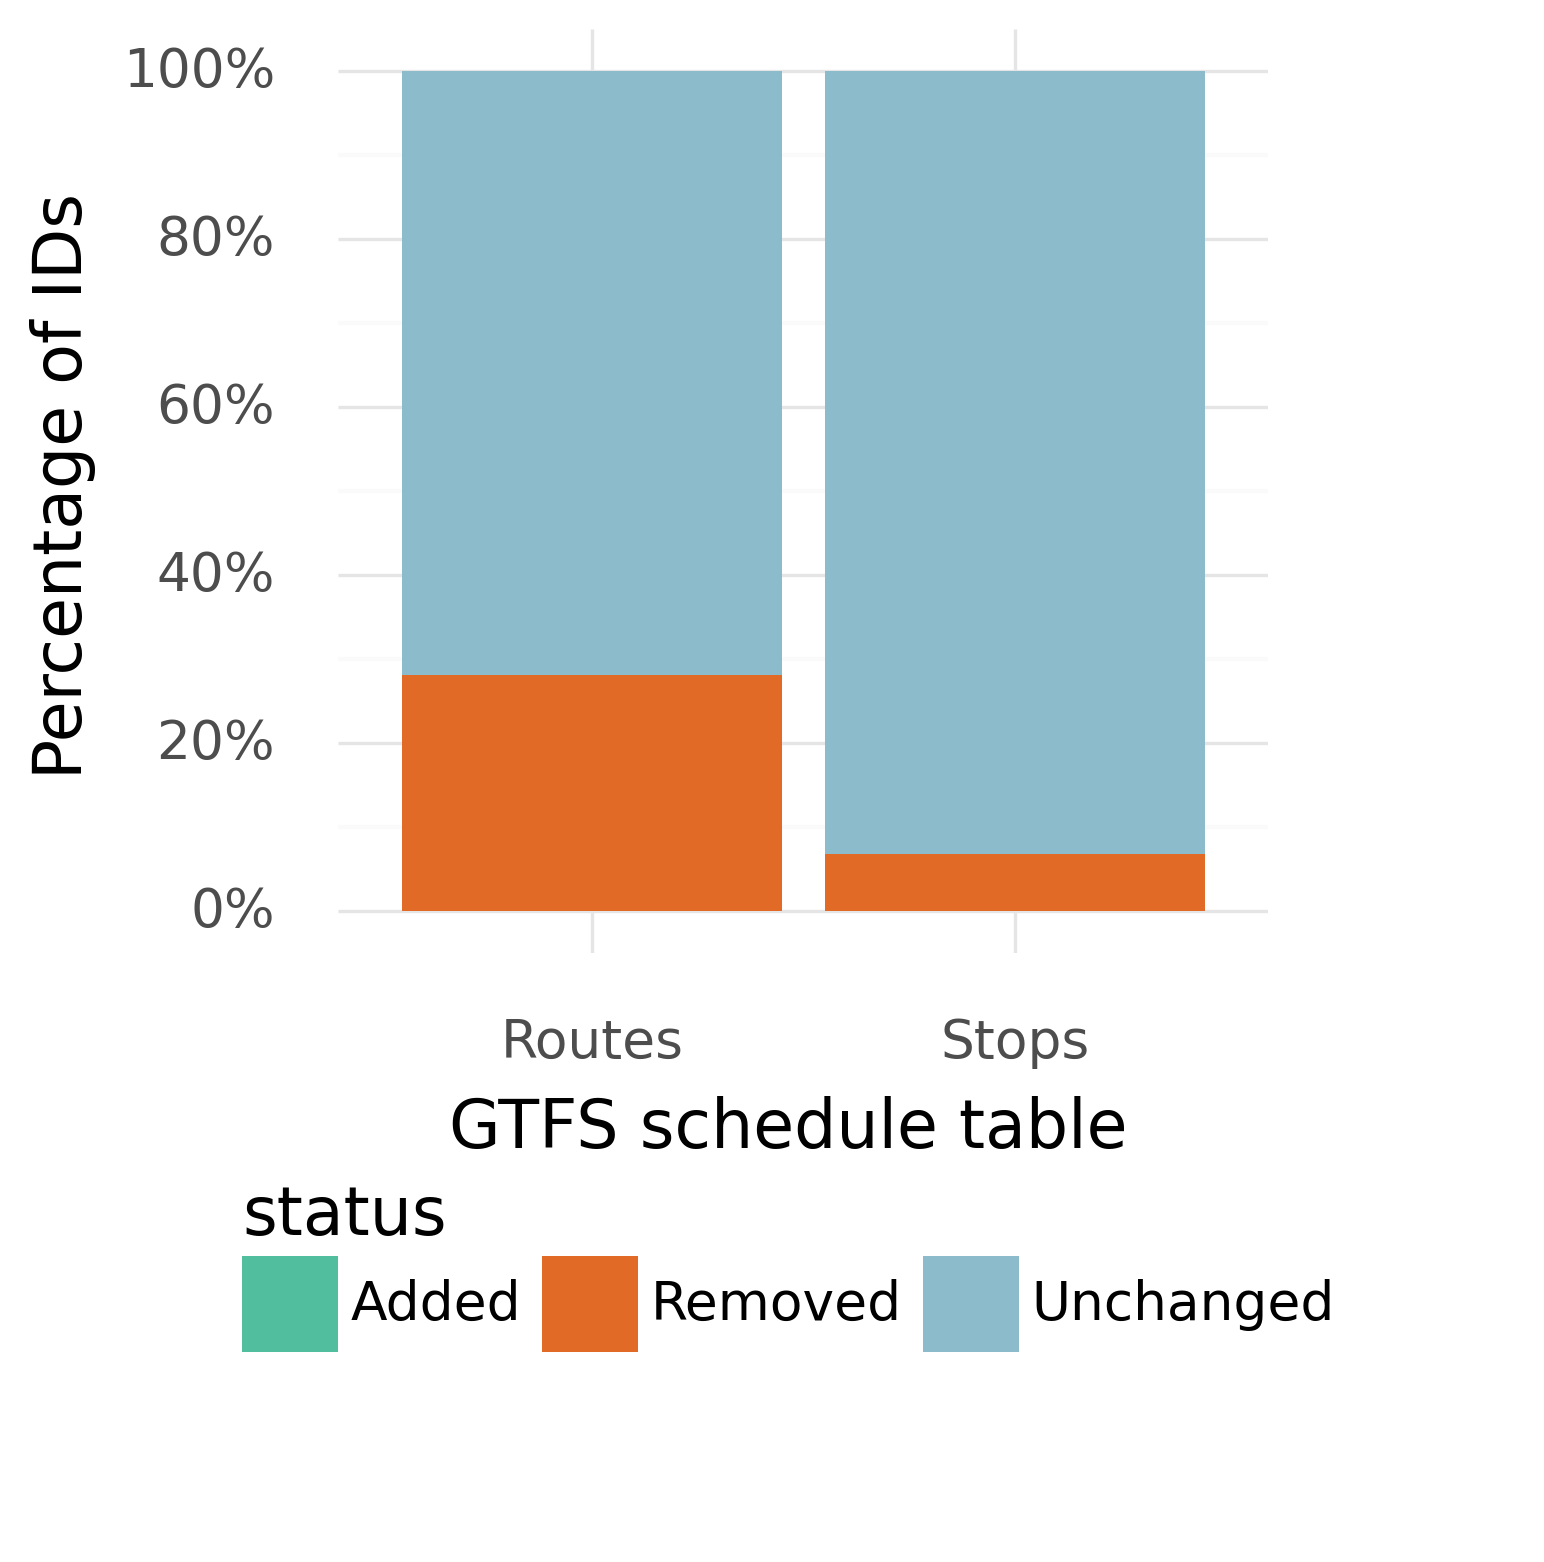 Percentage of IDs
100%
80%
60%
40%
20%
0%
Routes Stops
GTFS schedule table
status
Added Removed Unchanged